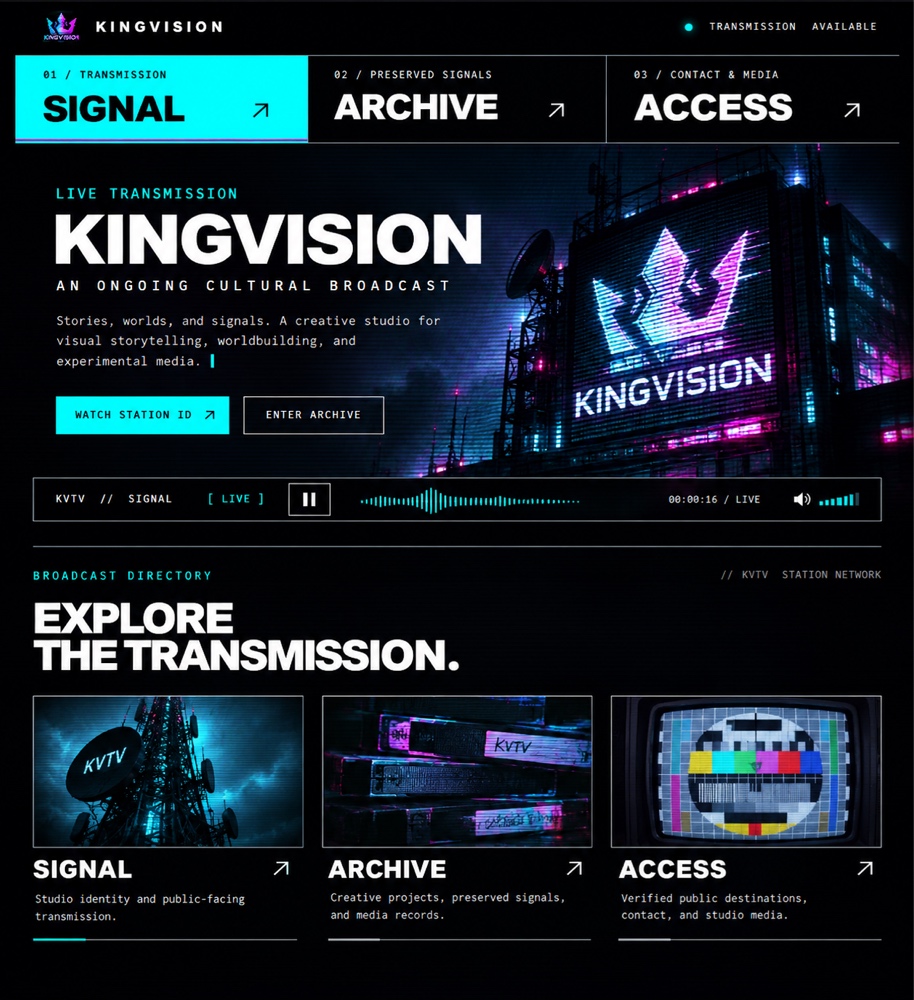 KINGVISION
KINGVISION
TRANSMISSION AVAILABLE
01 / TRANSMISSION
SIGNAL
02 / PRESERVED SIGNALS
ARCHIVE
03 / CONTACT & MEDIA
ACCESS
LIVE TRANSMISSION
KINGVISION
AN ONGOING CULTURAL BROADCAST
Stories, worlds, and signals. A creative studio for
visual storytelling, worldbuilding, and
experimental media.
WATCH STATION ID
ENTER ARCHIVE
KINGVISION
KVTV // SIGNAL
[ LIVE ]
00:00:16 / LIVE
BROADCAST DIRECTORY
// KVTV STATION NETWORK
EXPLORE
THE TRANSMISSION.
KVTV
KVTV
SIGNAL
Studio identity and public-facing
transmission.
ARCHIVE
Creative projects, preserved signals,
and media records.
ACCESS
Verified public destinations,
contact, and studio media.